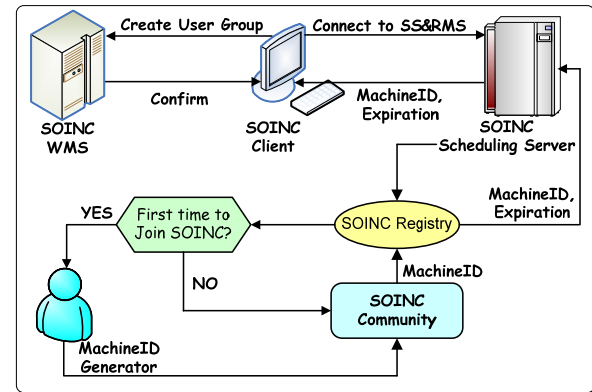 Create User Group
Connect to SS&RMS
Confirm
MachineID,
Expiration
SOINC
WMS
SOINC
Client
SOINC
Scheduling Server
YES
First time to
Join SOINC?
SOINC Registry
MachineID,
Expiration
NO
MachineID
SOINC
Community
MachineID
Generator